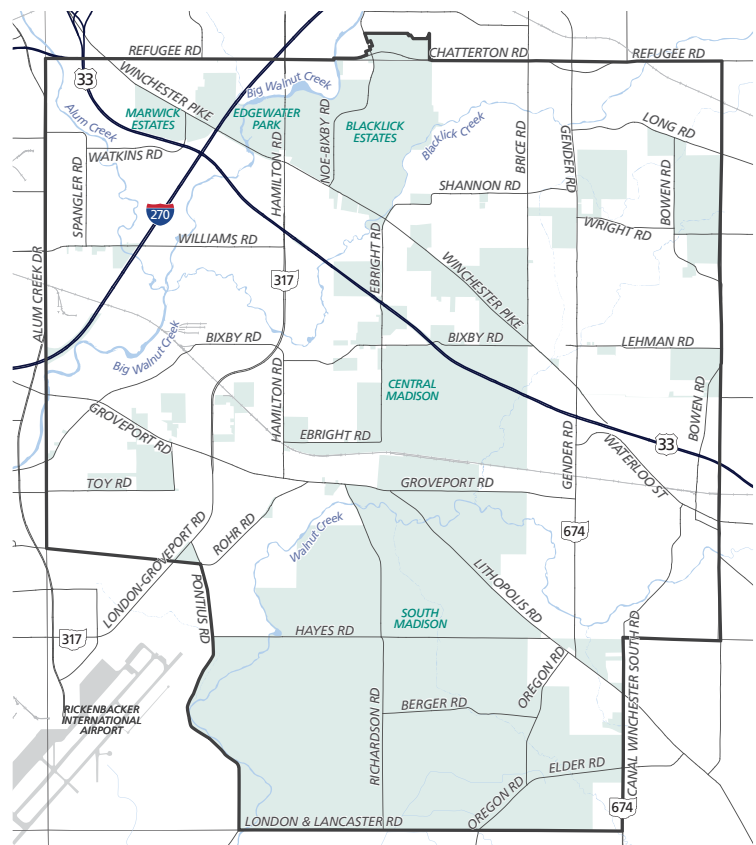 REFUGEE RD
CHATTERTON RD
REFUGEE RD
33
WINCHESTER PIKE
Big Walnut Creek
Alum Creek
MARWICK
ESTATES
EDGEWATER
PARK
NOE-BIXBY RD
BLACKLICK
ESTATES
Blacklick Creek
BRICE RD
GENDER RD
LONG RD
WATKINS RD
SPANGLER RD
HAMILTON RD
SHANNON RD
BOWEN RD
270
WRIGHT RD
WILLIAMS RD
EBRIGHT RD
WINCHESTER PIKE
ALUM CREEK DR
317
Big Walnut Creek
BIXBY RD
BIXBY RD
LEHMAN RD
HAMILTON RD
CENTRAL
MADISON
BOWEN RD
GROVEPORT RD
EBRIGHT RD
GENDER RD
33
WATERLOO ST
TOY RD
GROVEPORT RD
LONDON-GROVEPORT RD
ROHR RD
Walnut Creek
674
LITHOPOLIS RD
PONTIUS RD
317
SOUTH
MADISON
HAYES RD
CANAL WINCHESTER SOUTH RD
OREGON RD
RICKENBACKER
INTERNATIONAL
AIRPORT
RICHARDSON RD
BERGER RD
ELDER RD
OREGON RD
674
LONDON & LANCASTER RD